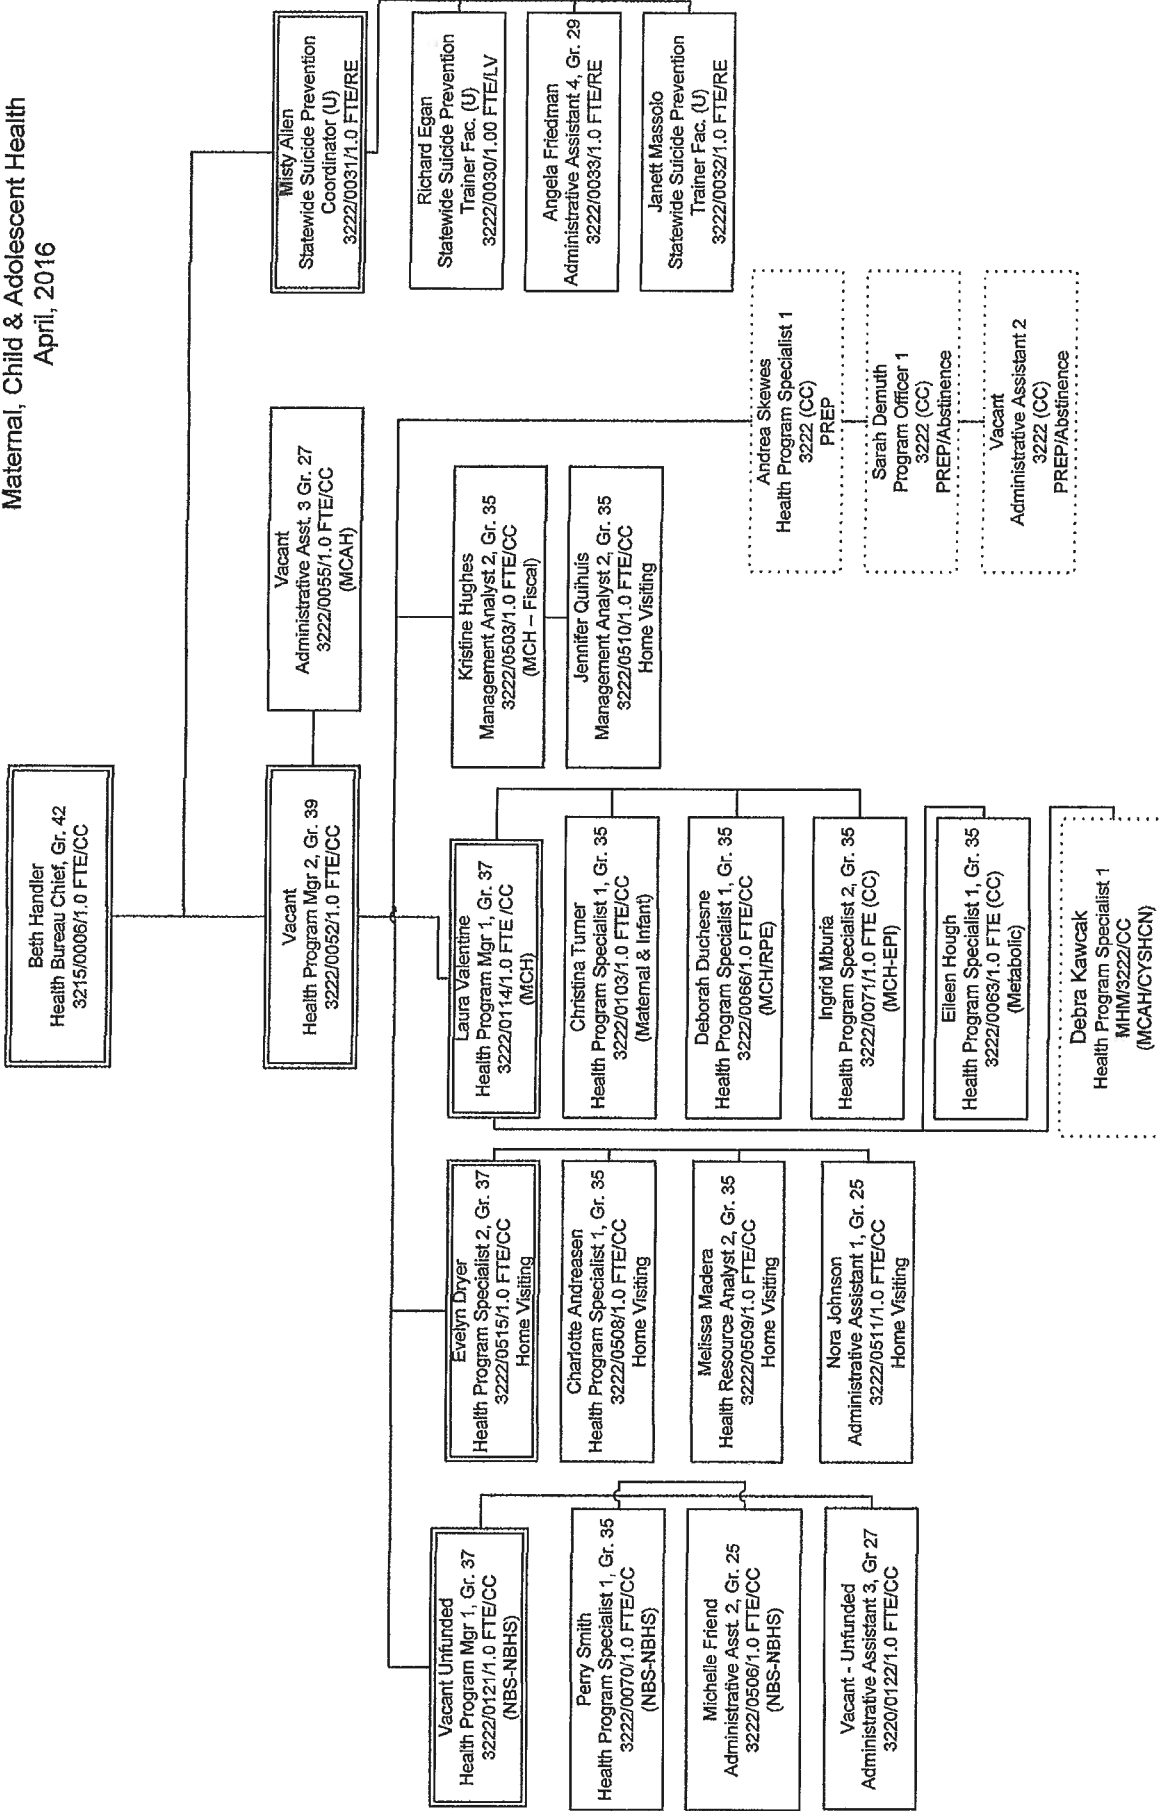 Maternal, Child & Adolescent Health
April, 2016
Beth Handler
Health Bureau Chief, Gr. 42
3215/0006/1.0 FTE/CC
Misty Allen
Statewide Suicide Prevention
Coordinator (U)
3222/0031/1.0 FTE/RE
Richard Egan
Statewide Suicide Prevention
Trainer Fac. (U)
3222/0030/1.00 FTE/LV
Angela Friedman
Administrative Assistant 4, Gr. 29
3222/0033/1.0 FTE/RE
Janett Massolo
Statewide Suicide Prevention
Trainer Fac. (U)
3222/0032/1.0 FTE/RE
Vacant
Health Program Mgr 2, Gr. 39
3222/0052/1.0 FTE/CC
Vacant
Administrative Asst. 3 Gr. 27
3222/0055/1.0 FTE/CC
(MCAH)
Vacant Unfunded
Health Program Mgr 1, Gr. 37
3222/0121/1.0 FTE/CC
(NBS-NBHS)
Perry Smith
Health Program Specialist 1, Gr. 35
3222/0070/1.0 FTE/CC
(NBS-NBHS)
Michelle Friend
Administrative Asst. 2, Gr. 25
3222/0506/1.0 FTE/CC
(NBS-NBHS)
Vacant - Unfunded
Administrative Assistant 3, Gr 27
3220/0122/1.0 FTE/CC
Evelyn Dryer
Health Program Specialist 2, Gr. 37
3222/0515/1.0 FTE/CC
Home Visiting
Charlotte Andreasen
Health Program Specialist 1, Gr. 35
3222/0508/1.0 FTE/CC
Home Visiting
Melissa Madera
Health Resource Analyst 2, Gr. 35
3222/0509/1.0 FTE/CC
Home Visiting
Nora Johnson
Administrative Assistant 1, Gr. 25
3222/0511/1.0 FTE/CC
Home Visiting
Laura Valentine
Health Program Mgr 1, Gr. 37
3222/0114/1.0 FTE /CC
(MCH)
Christina Turner
Health Program Specialist 1, Gr. 35
3222/0103/1.0 FTE/CC
(Maternal & Infant)
Deborah Duchesne
Health Program Specialist 1, Gr. 35
3222/0066/1.0 FTE/CC
(MCH/RPE)
Ingrid Mburia
Health Program Specialist 2, Gr. 35
3222/0071/1.0 FTE (CC)
(MCH-EPI)
Eileen Hough
Health Program Specialist 1, Gr. 35
3222/0063/1.0 FTE (CC)
(Metabolic)
Debra Kawcak
Health Program Specialist 1
MHM/3222/CC
(MCAH/CYSHCN)
Kristine Hughes
Management Analyst 2, Gr. 35
3222/0503/1.0 FTE/CC
(MCH – Fiscal)
Jennifer Quihuis
Management Analyst 2, Gr. 35
3222/0510/1.0 FTE/CC
Home Visiting
Andrea Skewes
Health Program Specialist 1
3222 (CC)
PREP
Sarah Demuth
Program Officer 1
3222 (CC)
PREP/Abstinence
Vacant
Administrative Assistant 2
3222 (CC)
PREP/Abstinence